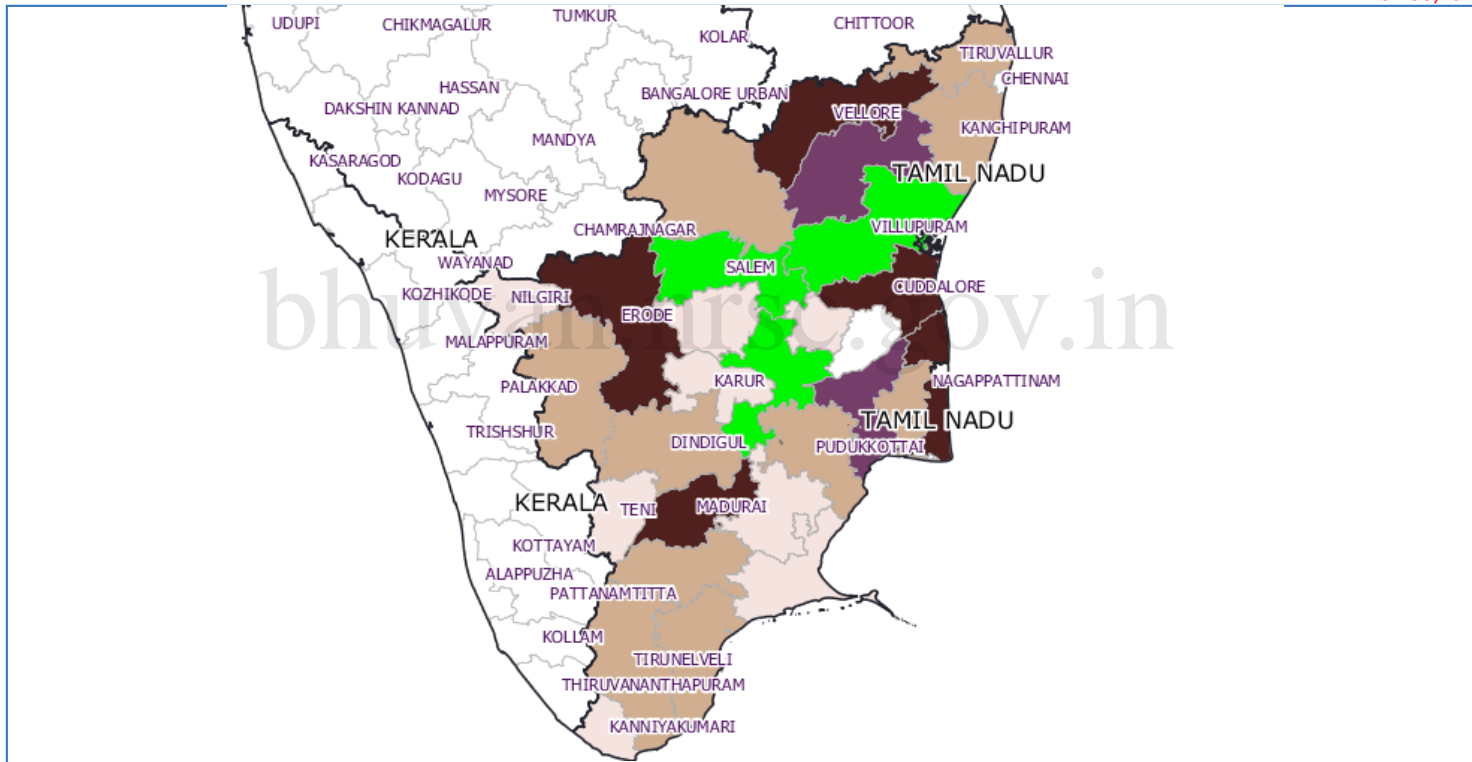 TUMKUR
UDUPI
CHIKMAGALUR
CHITTOOR
KOLAR
TIRUVALLUR
CHENNAI
HASSAN
BANGALORE URBAN
DAKSHIN KANNAD
VELLORE
KANCHIPURAM
MANDYA
KASARAGOD
TAMIL NADU
KODAGU
MYSORE
CHAMRAJNAGAR
VILLUPURAM
KERALA
WAYANAD
SALEM
CUDDALORE
KOZHIKODE
NILGIRI
bhuvan.nrsc.gov.in
ERODE
MALAPPURAM
KARUR
NAGAPPATTINAM
PALAKKAD
TAMIL NADU
TRISHSHUR
DINDIGUL
PUDUKKOTTAI
KERALA
TENI
MADURAI
KOTTAYAM
ALAPPUZHA
PATTANAMTITTA
KOLLAM
TIRUNELVELI
THIRUVANANTHAPURAM
KANNIYAKUMARI